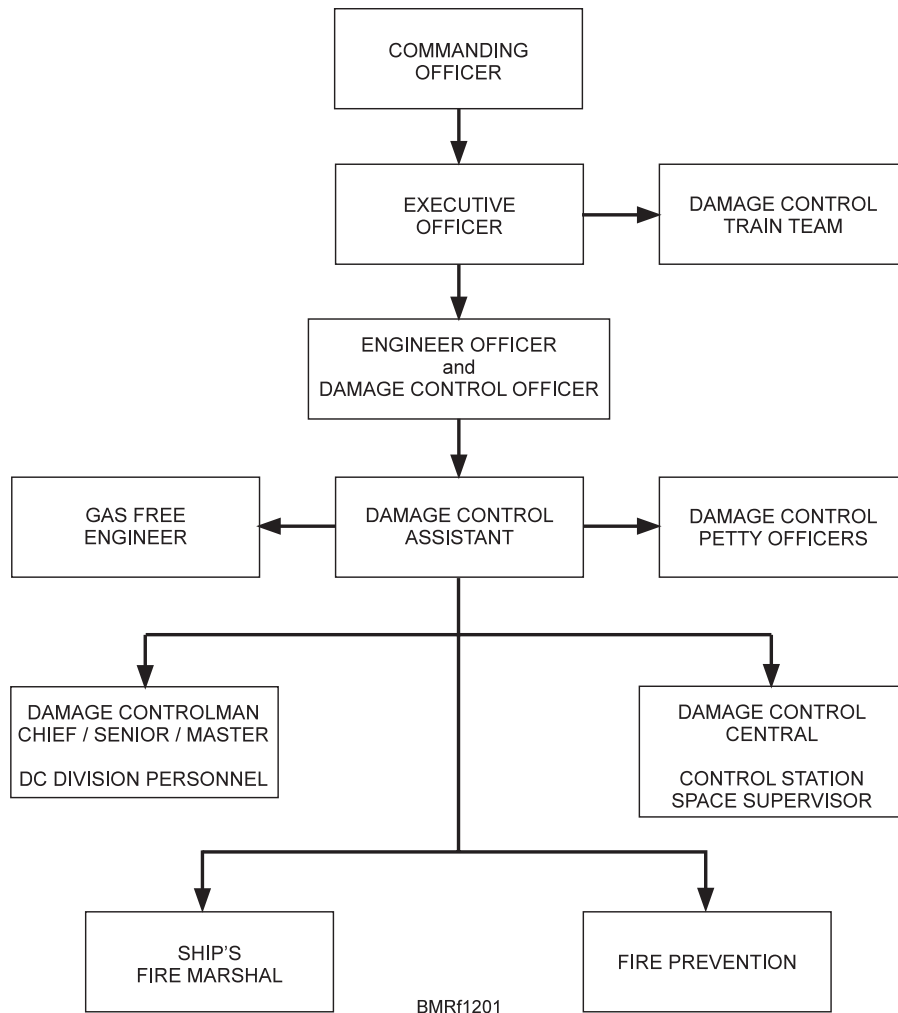 COMMANDING
OFFICER
EXECUTIVE
OFFICER
DAMAGE CONTROL
TRAIN TEAM
ENGINEER OFFICER
and
DAMAGE CONTROL OFFICER
GAS FREE
ENGINEER
DAMAGE CONTROL
ASSISTANT
DAMAGE CONTROL
PETTY OFFICERS
DAMAGE CONTROLMAN
CHIEF / SENIOR / MASTER
DC DIVISION PERSONNEL
DAMAGE CONTROL
CENTRAL
CONTROL STATION
SPACE SUPERVISOR
SHIP'S
FIRE MARSHAL
FIRE PREVENTION
BMRf1201